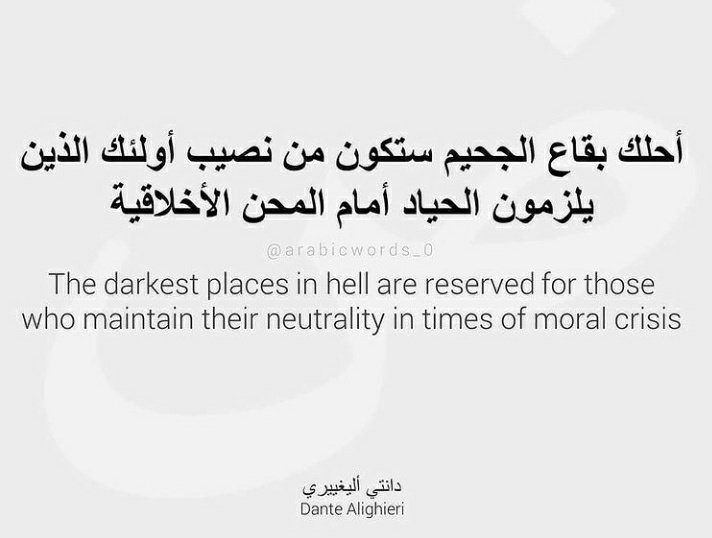 أحلك بقاع الجحيم ستكون من نصيب أولئك الذين
يلزمون الحياد أمام المحن الأخلاقية
@arabicwords_0
The darkest places in hell are reserved for those
who maintain their neutrality in times of moral crisis
دانتي أليغييري
Dante Alighieri